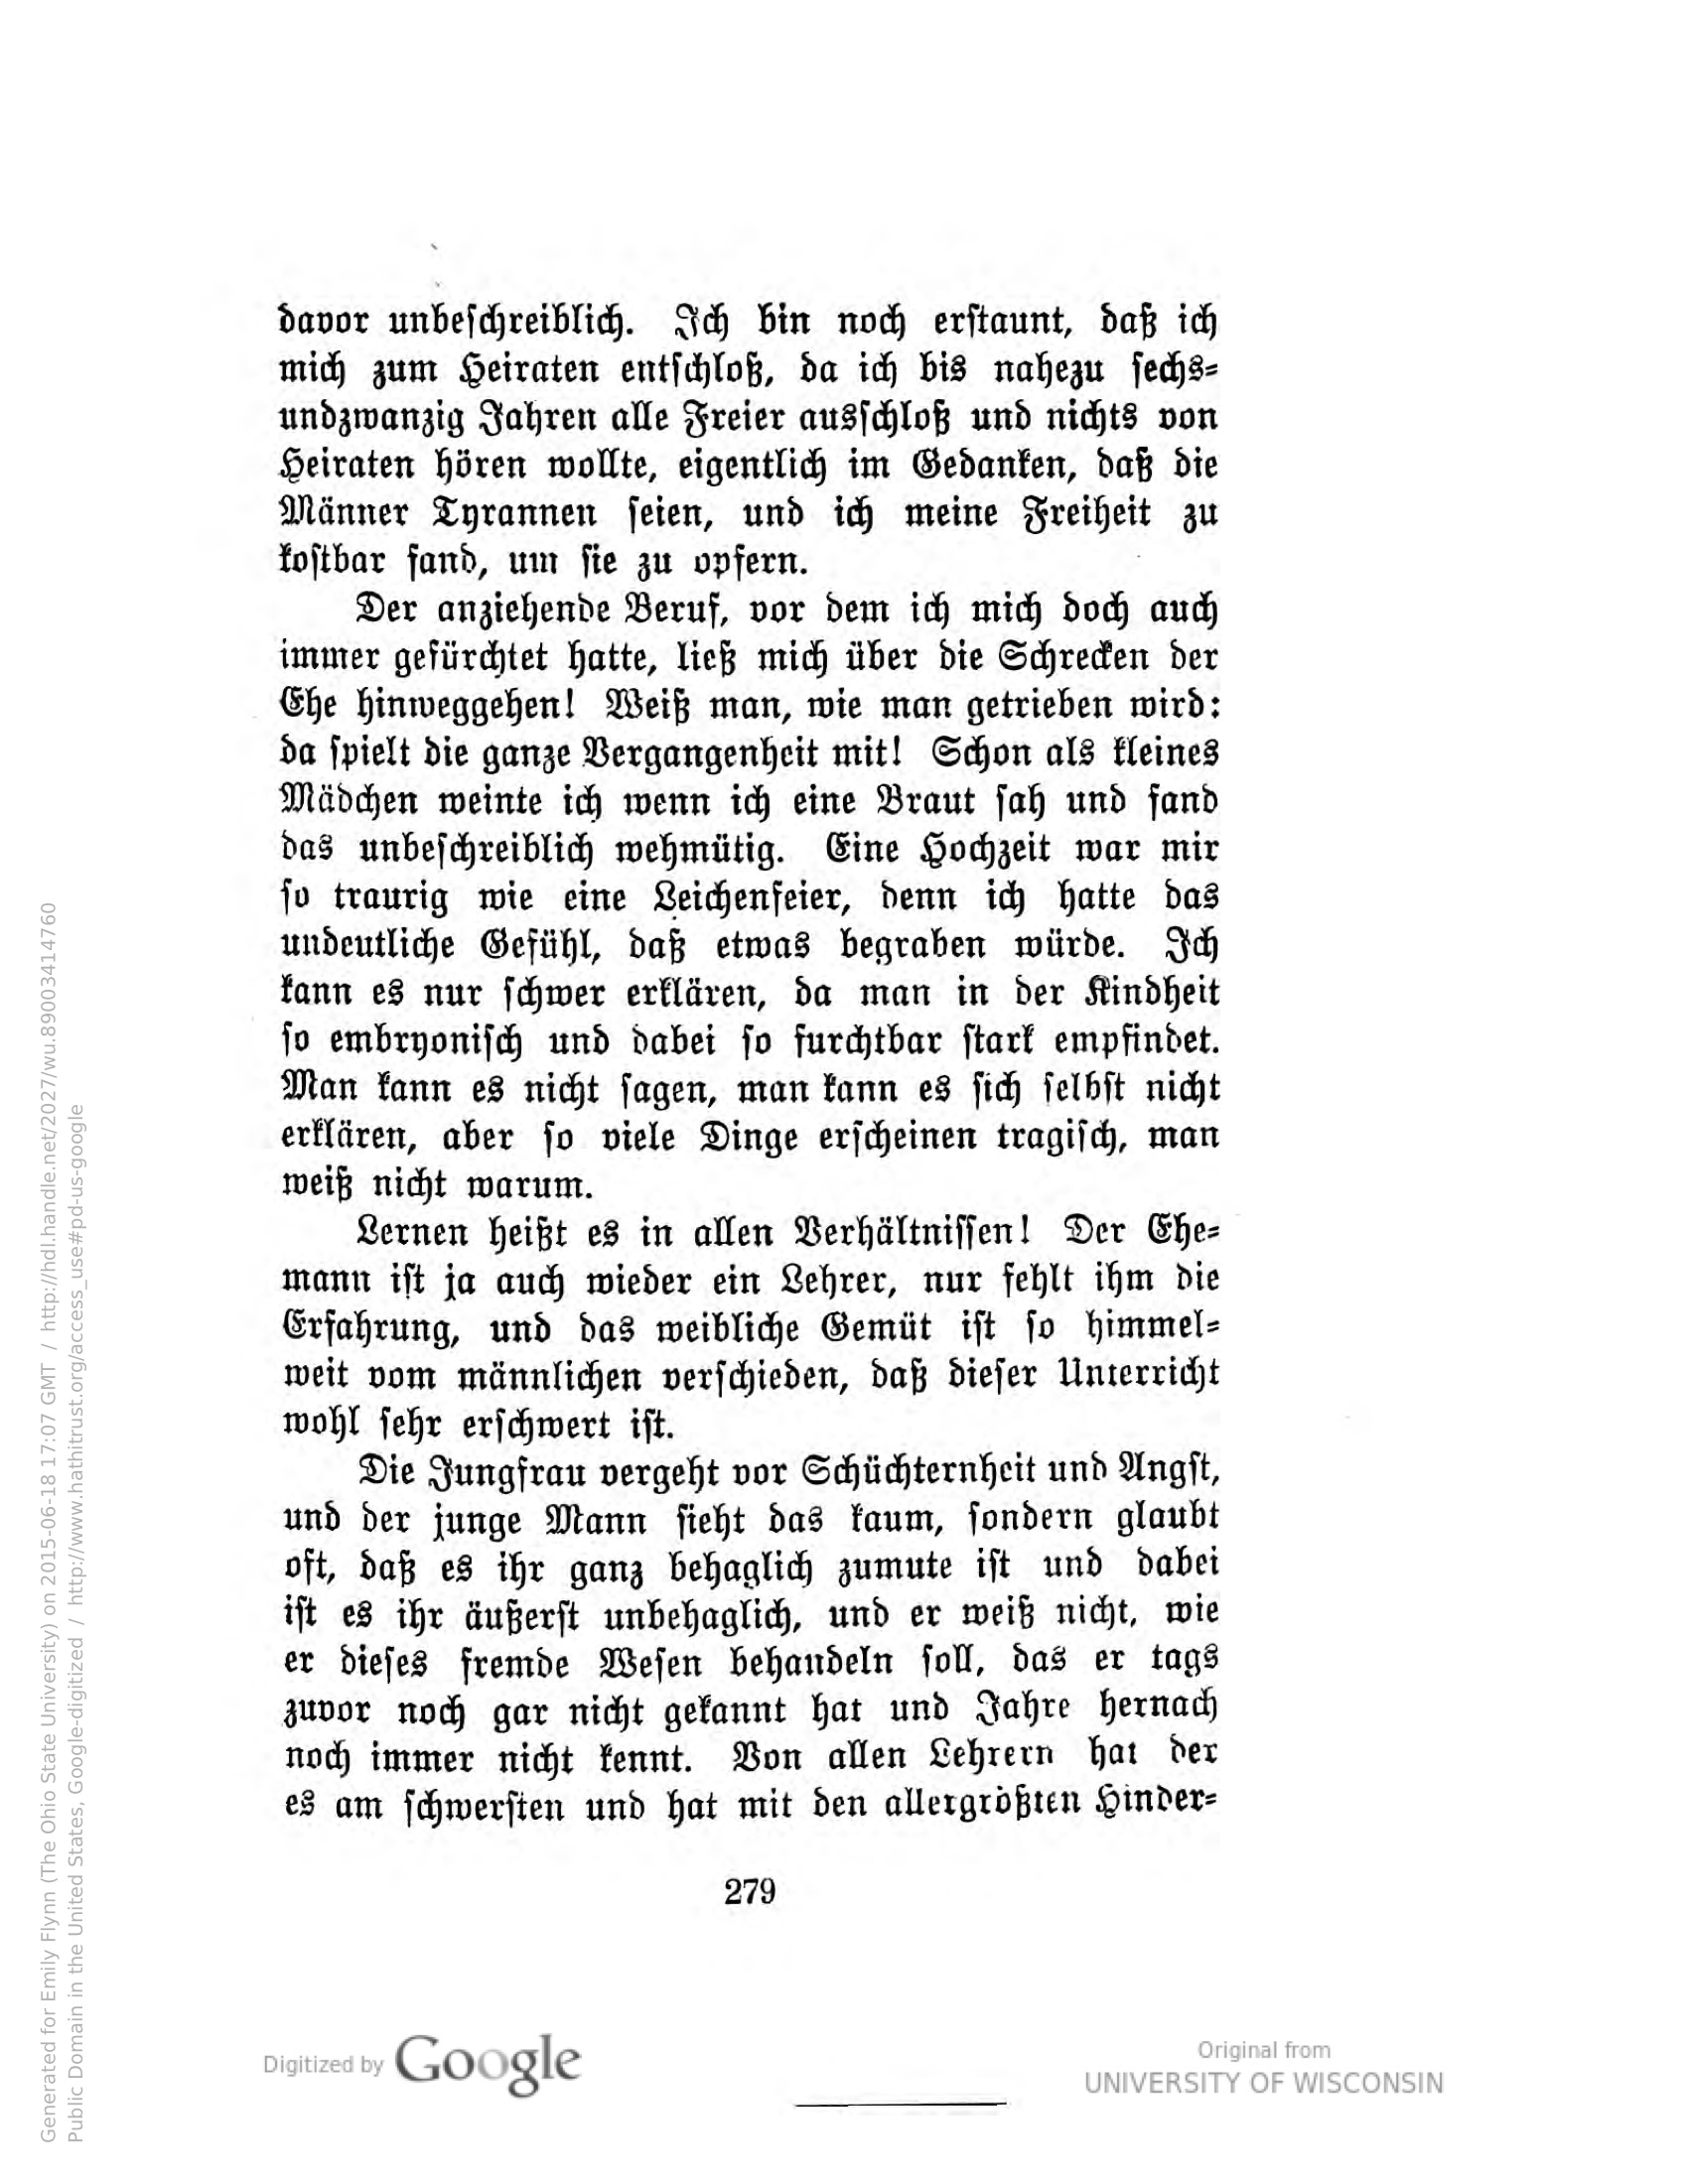 davor unbeschreiblich. Ich bin noch erstaunt, daß ich
mich zum Heiraten entschloß, da ich bis nahezu sechs-
undzwanzig Jahren alle Freier ausschloß und nichts von
Heiraten hören wollte, eigentlich im Gedanken, daß die
Männer Tyrannen seien, und ich meine Freiheit zu
kostbar fand, um sie zu opfern.
Der anziehende Beruf, vor dem ich mich doch auch
immer gefürchtet hatte, ließ mich über die Schrecken der
Ehe hinweggehen! Weiß man, wie man getrieben wird:
da spielt die ganze Vergangenheit mit! Schon als kleines
Mädchen weinte ich wenn ich eine Braut sah und fand
das unbeschreiblich wehmütig. Eine Hochzeit war mir
so traurig wie eine Leichenfeier, denn ich hatte das
undeutliche Gefühl, daß etwas begraben würde. Ich
kann es nur schwer erklären, da man in der Kindheit
so embryonisch und dabei so furchtbar stark empfindet.
Man kann es nicht sagen, man kann es sich selbst nicht
erklären, aber so viele Dinge erscheinen tragisch, man
weiß nicht warum.
Lernen heißt es in allen Verhältnissen! Der Ehe-
mann ist ja auch wieder ein Lehrer, nur fehlt ihm die
Erfahrung, und das weibliche Gemüt ist so himmel-
weit vom männlichen verschieden, daß dieser Unterricht
wohl sehr erschwert ist.
Die Jungfrau vergeht vor Schüchternheit und Angst,
und der junge Mann sieht das kaum, sondern glaubt
oft, daß es ihr ganz behaglich zumute ist und dabei
ist es ihr äußerst unbehaglich, und er weiß nicht, wie
er dieses fremde Wesen behandeln soll, das er tags
zuvor noch gar nicht gekannt hat und Jahre hernach
noch immer nicht kennt. Von allen Lehrern hat der
es am schwersten und hat mit den allergrößten Hinder-
279
Digitized by Google
Original from
UNIVERSITY OF WISCONSIN
Generated for Emily Flynn (The Ohio State University) on 2015-06-18 17:07 GMT / http://hdl.handle.net/2027/wu.89003414760
Public Domain in the United States, Google-digitized / http://www.hathitrust.org/access_use#pd-us-google